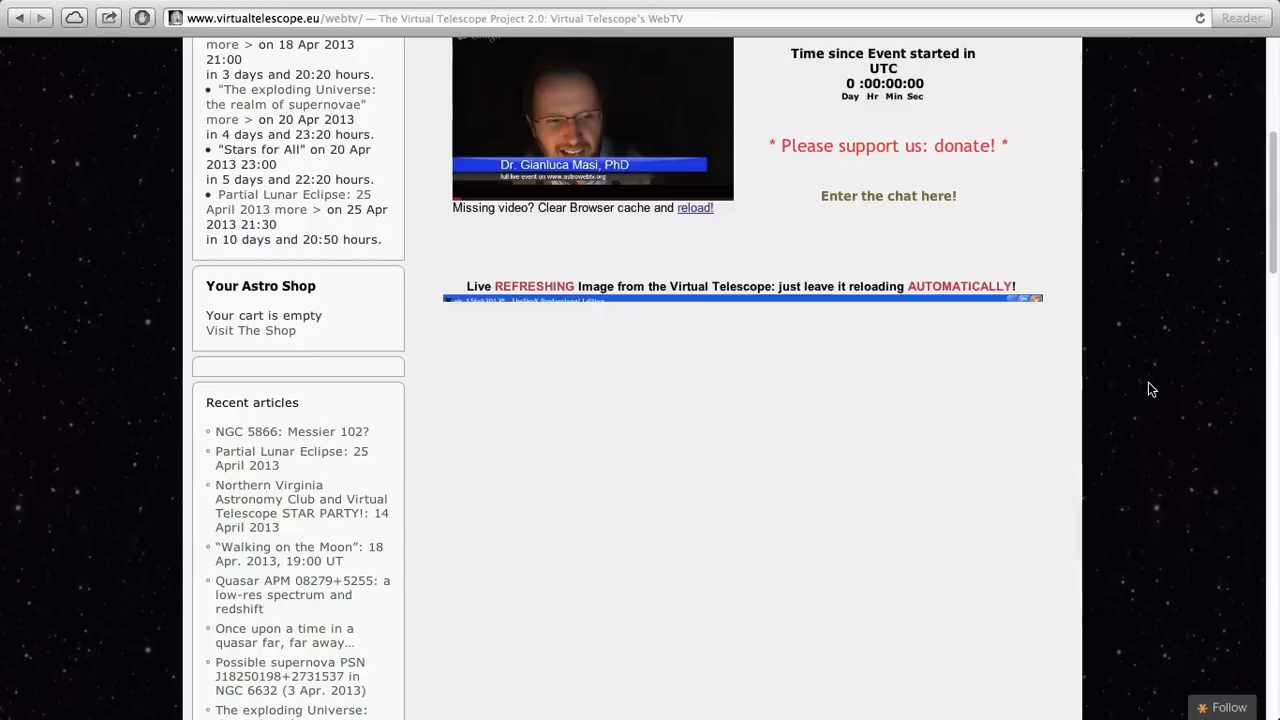 www.virtualtelescope.eu/webtv/ — The Virtual Telescope Project 2.0: Virtual Telescope's WebTV
Reader
more > on 18 Apr 2013
21:00
in 3 days and 20:20 hours.
• "The exploding Universe:
the realm of supernovae"
more > on 20 Apr 2013
in 4 days and 23:20 hours.
• "Stars for All" on 20 Apr
2013 23:00
in 5 days and 22:20 hours.
• Partial Lunar Eclipse: 25
April 2013 more > on 25 Apr
2013 21:30
in 10 days and 20:50 hours.
Your Astro Shop
Your cart is empty
Visit The Shop
Recent articles
NGC 5866: Messier 102?
Partial Lunar Eclipse: 25
April 2013
Northern Virginia
Astronomy Club and Virtual
Telescope STAR PARTY!: 14
April 2013
“Walking on the Moon”: 18
Apr. 2013, 19:00 UT
Quasar APM 08279+5255: a
low-res spectrum and
redshift
Once upon a time in a
quasar far, far away…
Possible supernova PSN
J18250198+2731537 in
NGC 6632 (3 Apr. 2013)
The exploding Universe:
Dr. Gianluca Masi, PhD
full live event on www.astrowebtv.org
Missing video? Clear Browser cache and reload!
Time since Event started in
UTC
0 :00:00:00
Day Hr Min Sec
* Please support us: donate! *
Enter the chat here!
Live REFRESHING Image from the Virtual Telescope: just leave it reloading AUTOMATICALLY!
Follow